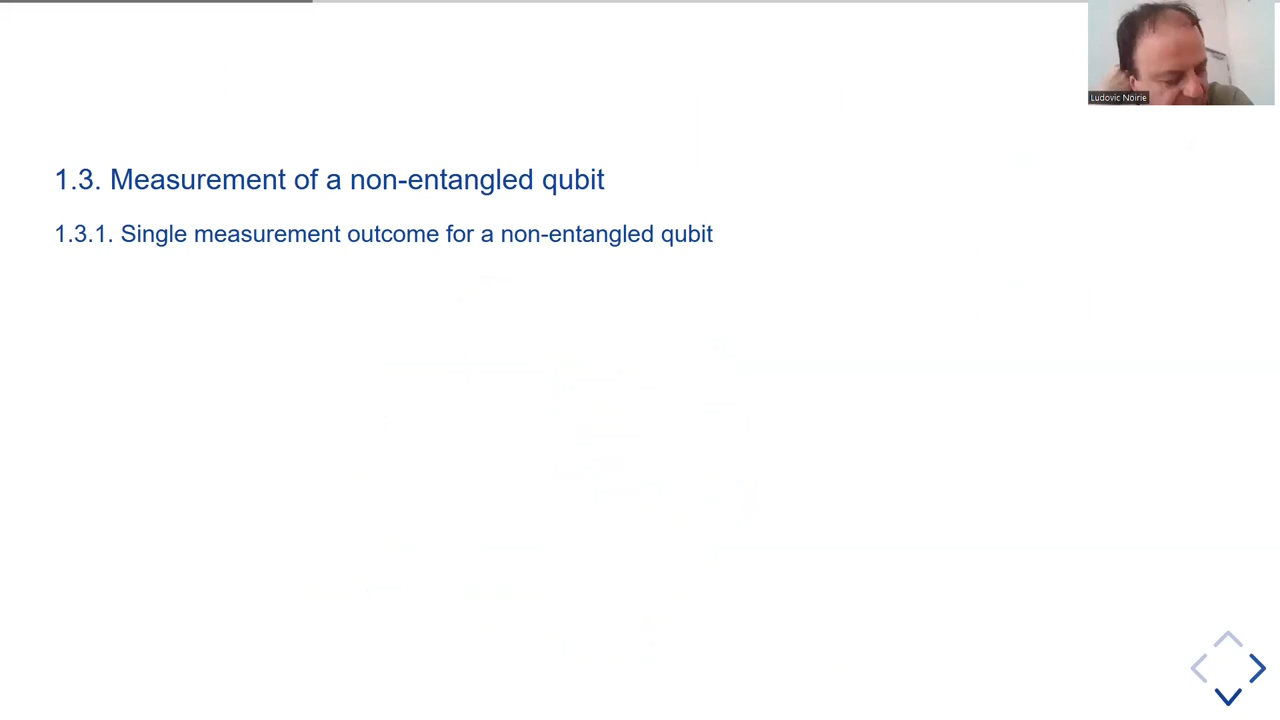 Ludovic Noirie
1.3. Measurement of a non-entangled qubit
1.3.1. Single measurement outcome for a non-entangled qubit